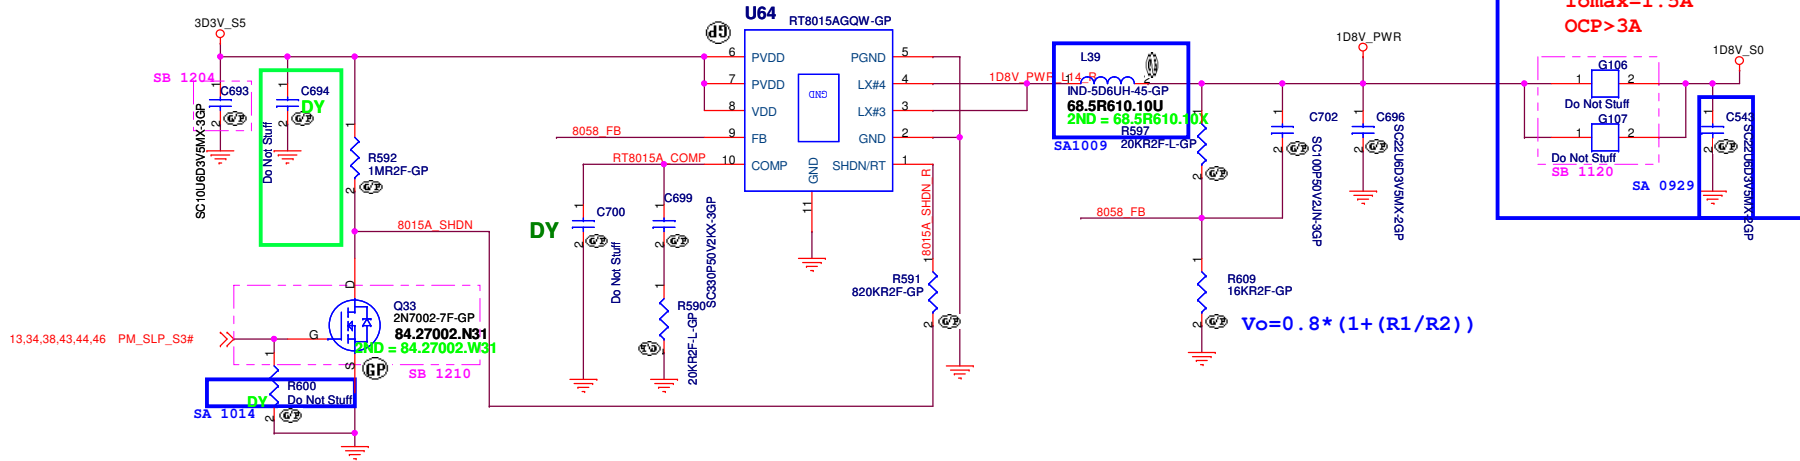 3D3V_S5
SB 1204
C693
SC10U6D3V5MX-3GP
C694
DY
Do Not Stuff
R592
1MR2F-GP
8015A_SHDN
Q33
2N7002-7F-GP
84.27002.N31
2ND = 84.27002.W31
SB 1210
13,34,38,43,44,46 PM_SLP_S3#
G
D
S
R600
Do Not Stuff
DY
SA 1014
U64
RT8015AGQW-GP
6 PVDD
7 PVDD
8 VDD
9 FB
10 COMP
PGND 5
LX#4 4
LX#3 3
GND 2
SHDN/RT 1
GND
GND
11
8058_FB
RT8015A_COMP
DY
C700
Do Not Stuff
C699
SC330P50V2KX-3GP
R590
20KR2F-L-GP
8015A_SHDN_R
R591
820KR2F-GP
1D8V_PWR_L14_R
L39
IND-5D6UH-45-GP
68.5R610.10U
2ND = 68.5R610.10X
SA1009
R597
20KR2F-L-GP
8058_FB
C702
SC100P50V2JN-3GP
1D8V_PWR
C696
SC22U6D3V5MX-2GP
R609
16KR2F-GP
Vo=0.8*(1+(R1/R2))
Iomax=1.5A
OCP>3A
G106
1 2
Do Not Stuff
G107
1 2
Do Not Stuff
SB 1120
1D8V_S0
C543
SC22U6D3V5MX-2GP
SA 0929